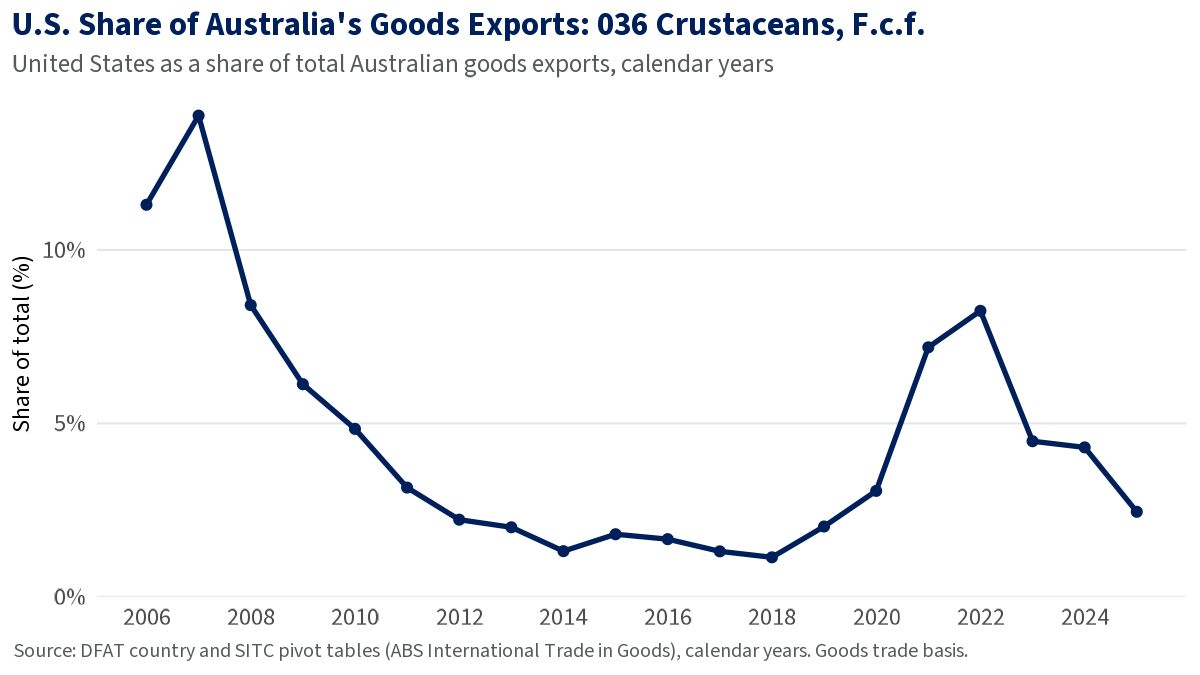 U.S. Share of Australia's Goods Exports: 036 Crustaceans, F.c.f.
United States as a share of total Australian goods exports, calendar years
Share of total (%)
10%
5%
0%
2006 2008 2010 2012 2014 2016 2018 2020 2022 2024
Source: DFAT country and SITC pivot tables (ABS International Trade in Goods), calendar years. Goods trade basis.